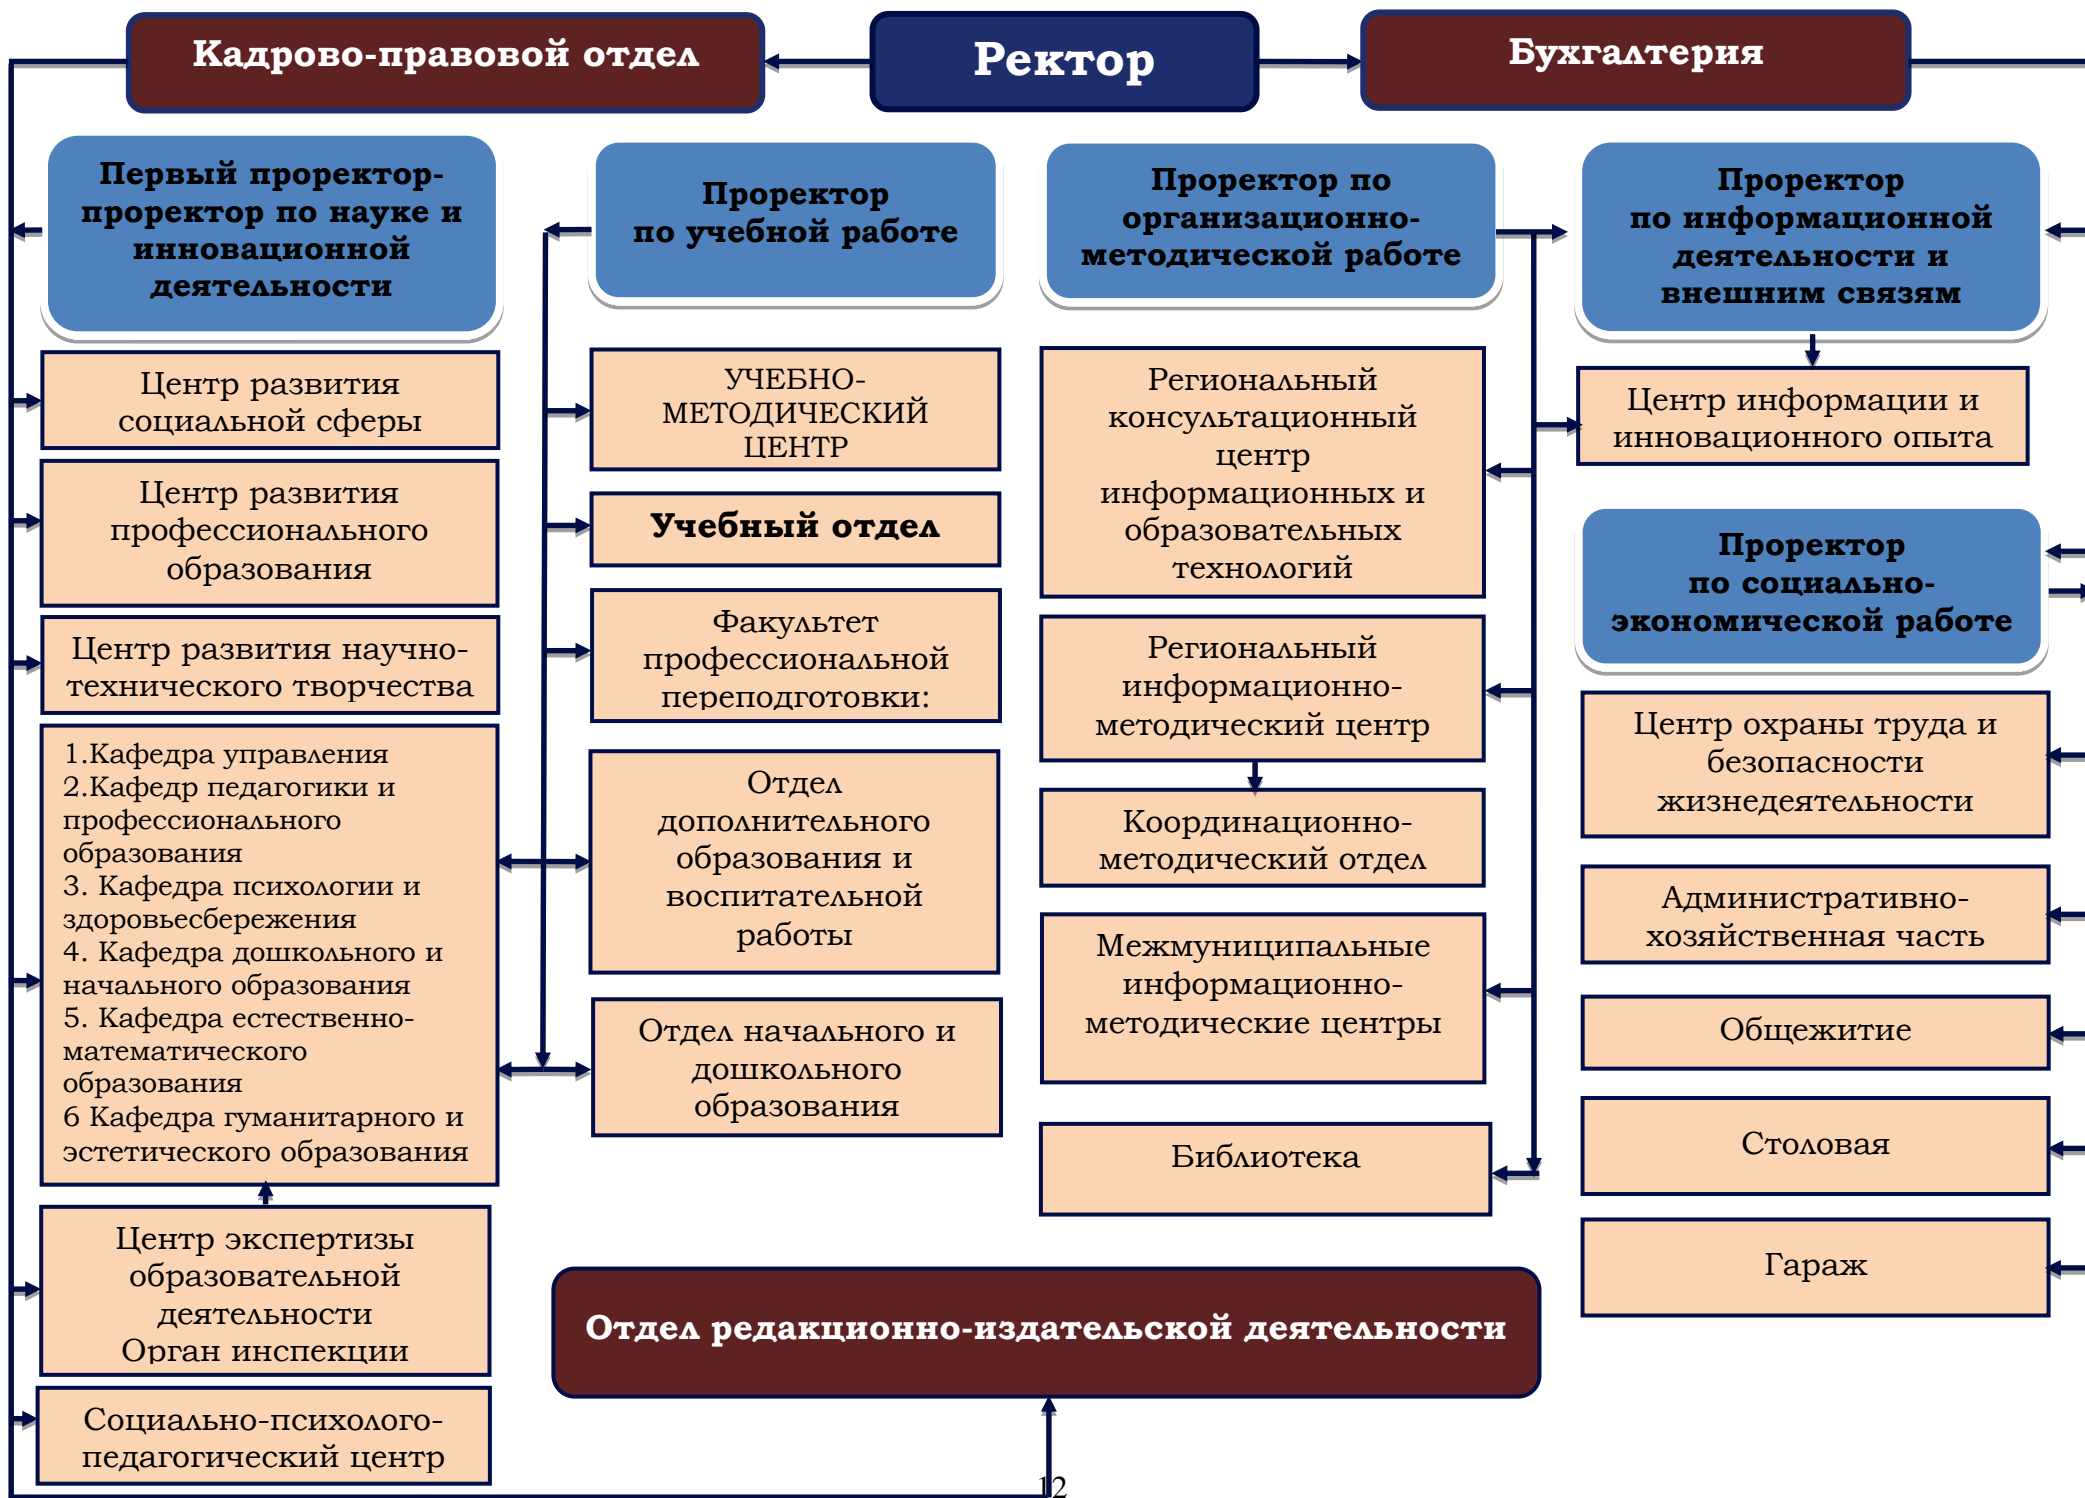 Кадрово-правовой отдел
Ректор
Бухгалтерия
Первый проректор-
проректор по науке и
инновационной
деятельности
Проректор
по учебной работе
Проректор по
организационно-
методической работе
Проректор
по информационной
деятельности и
внешним связям
Центр развития
социальной сферы
Центр развития
профессионального
образования
Центр развития научно-
технического творчества
1.Кафедра управления
2.Кафедр педагогики и
профессионального
образования
3. Кафедра психологии и
здоровьесбережения
4. Кафедра дошкольного и
начального образования
5. Кафедра естественно-
математического
образования
6 Кафедра гуманитарного и
эстетического образования
Центр экспертизы
образовательной
деятельности
Орган инспекции
Социально-психолого-
педагогический центр
УЧЕБНО-
МЕТОДИЧЕСКИЙ
ЦЕНТР
Учебный отдел
Факультет
профессиональной
переподготовки:
Отдел
дополнительного
образования и
воспитательной
работы
Отдел начального и
дошкольного
образования
Региональный
консультационный
центр
информационных и
образовательных
технологий
Региональный
информационно-
методический центр
Координационно-
методический отдел
Межмуниципальные
информационно-
методические центры
Библиотека
Центр информации и
инновационного опыта
Проректор
по социально-
экономической работе
Центр охраны труда и
безопасности
жизнедеятельности
Административно-
хозяйственная часть
Общежитие
Столовая
Гараж
Отдел редакционно-издательской деятельности
12